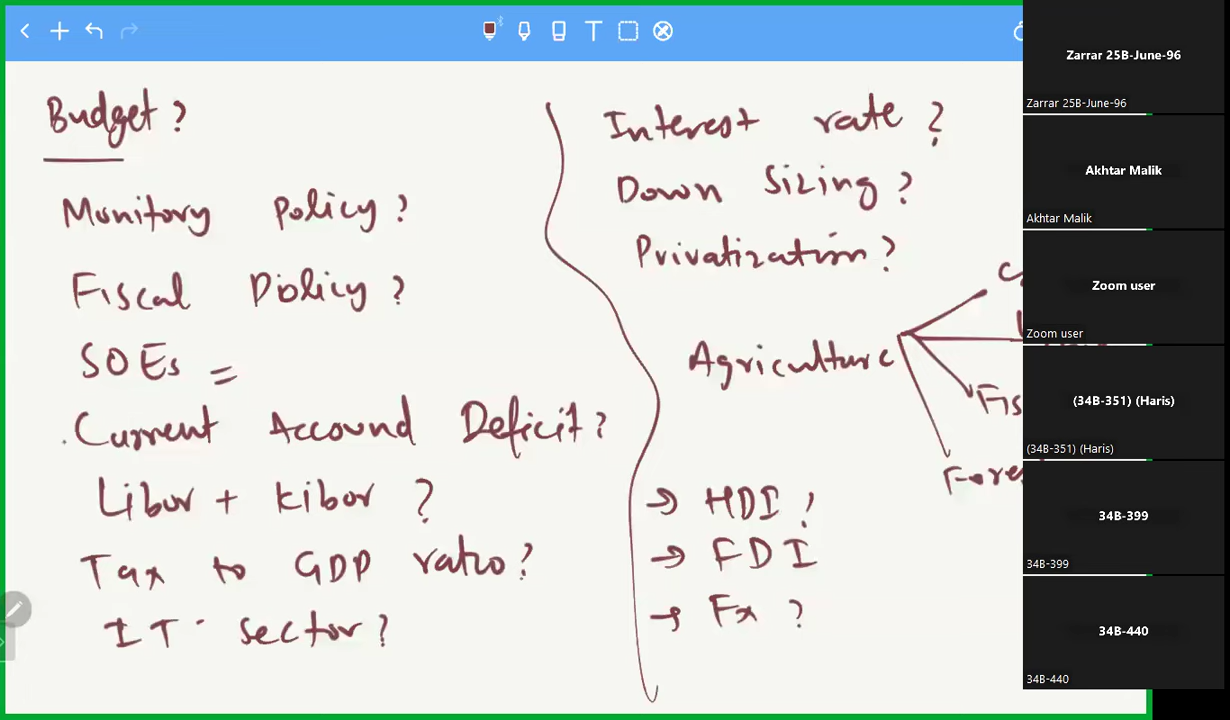 Budget?
Monitory Policy?
Fiscal Policy?
SOEs =
Current Accound Deficit?
Libor + Kibor ?
Tax to GDP ratio?
IT sector?
Interest rate ?
Down Sizing ?
Privatization ?
Agriculture
→ HDI ?
→ FDI
→ Fx ?
T
Zarrar 25B-June-96
Zarrar 25B-June-96
Akhtar Malik
Akhtar Malik
Zoom user
Zoom user
(34B-351) (Haris)
(34B-351) (Haris)
34B-399
34B-399
34B-440
34B-440